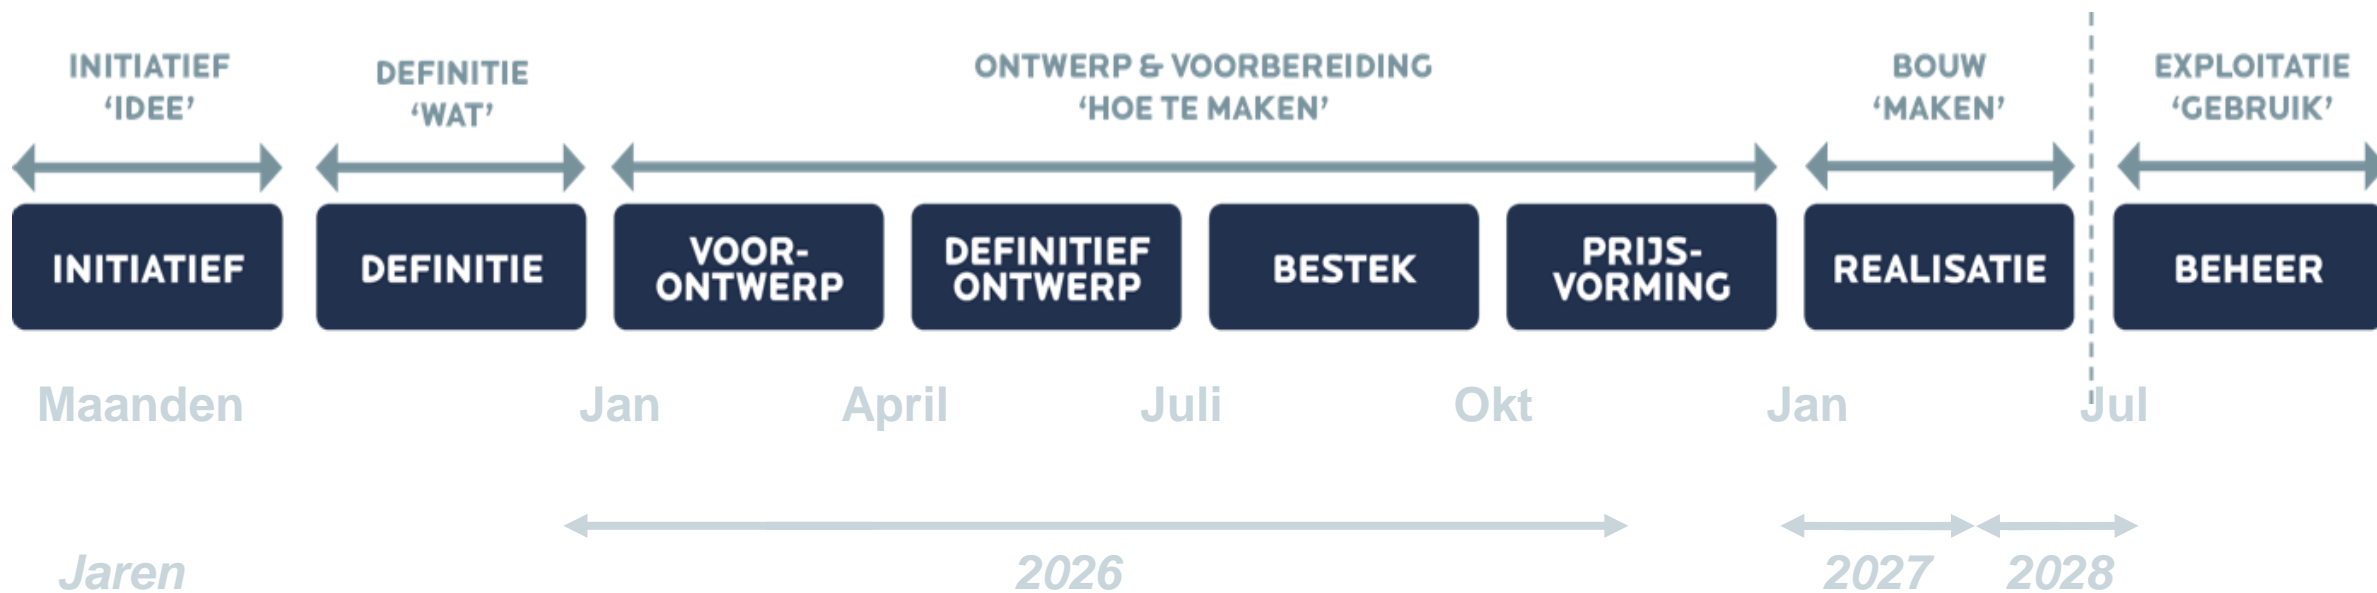 INITIATIEF
‘IDEE’
DEFINITIE
‘WAT’
ONTWERP & VOORBEREIDING
‘HOE TE MAKEN’
BOUW
‘MAKEN’
EXPLOITATIE
‘GEBRUIK’
INITIATIEF
DEFINITIE
VOOR-
ONTWERP
DEFINITIEF
ONTWERP
BESTEK
PRIJS-
VORMING
REALISATIE
BEHEER
Maanden
Jan
April
Juli
Okt
Jan
Jul
Jaren
2026
2027
2028